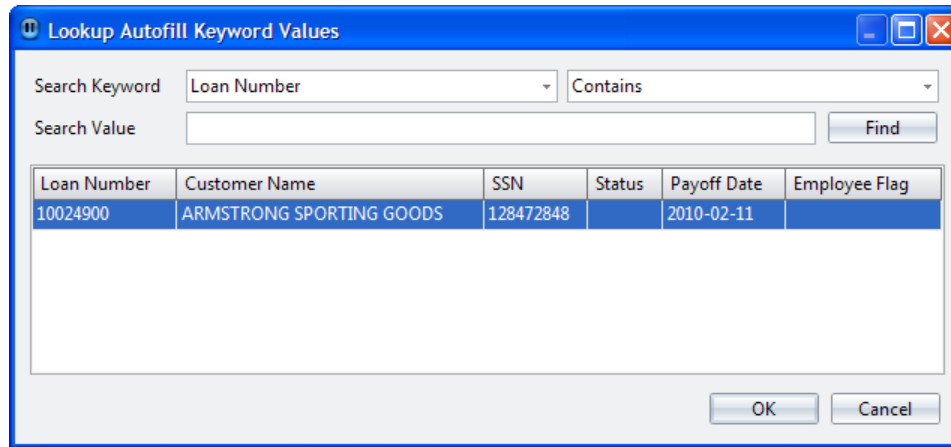 Lookup Autofill Keyword Values
Search Keyword Loan Number Contains
Search Value Find
Loan Number Customer Name SSN Status Payoff Date Employee Flag
10024900 ARMSTRONG SPORTING GOODS 128472848 2010-02-11
OK Cancel